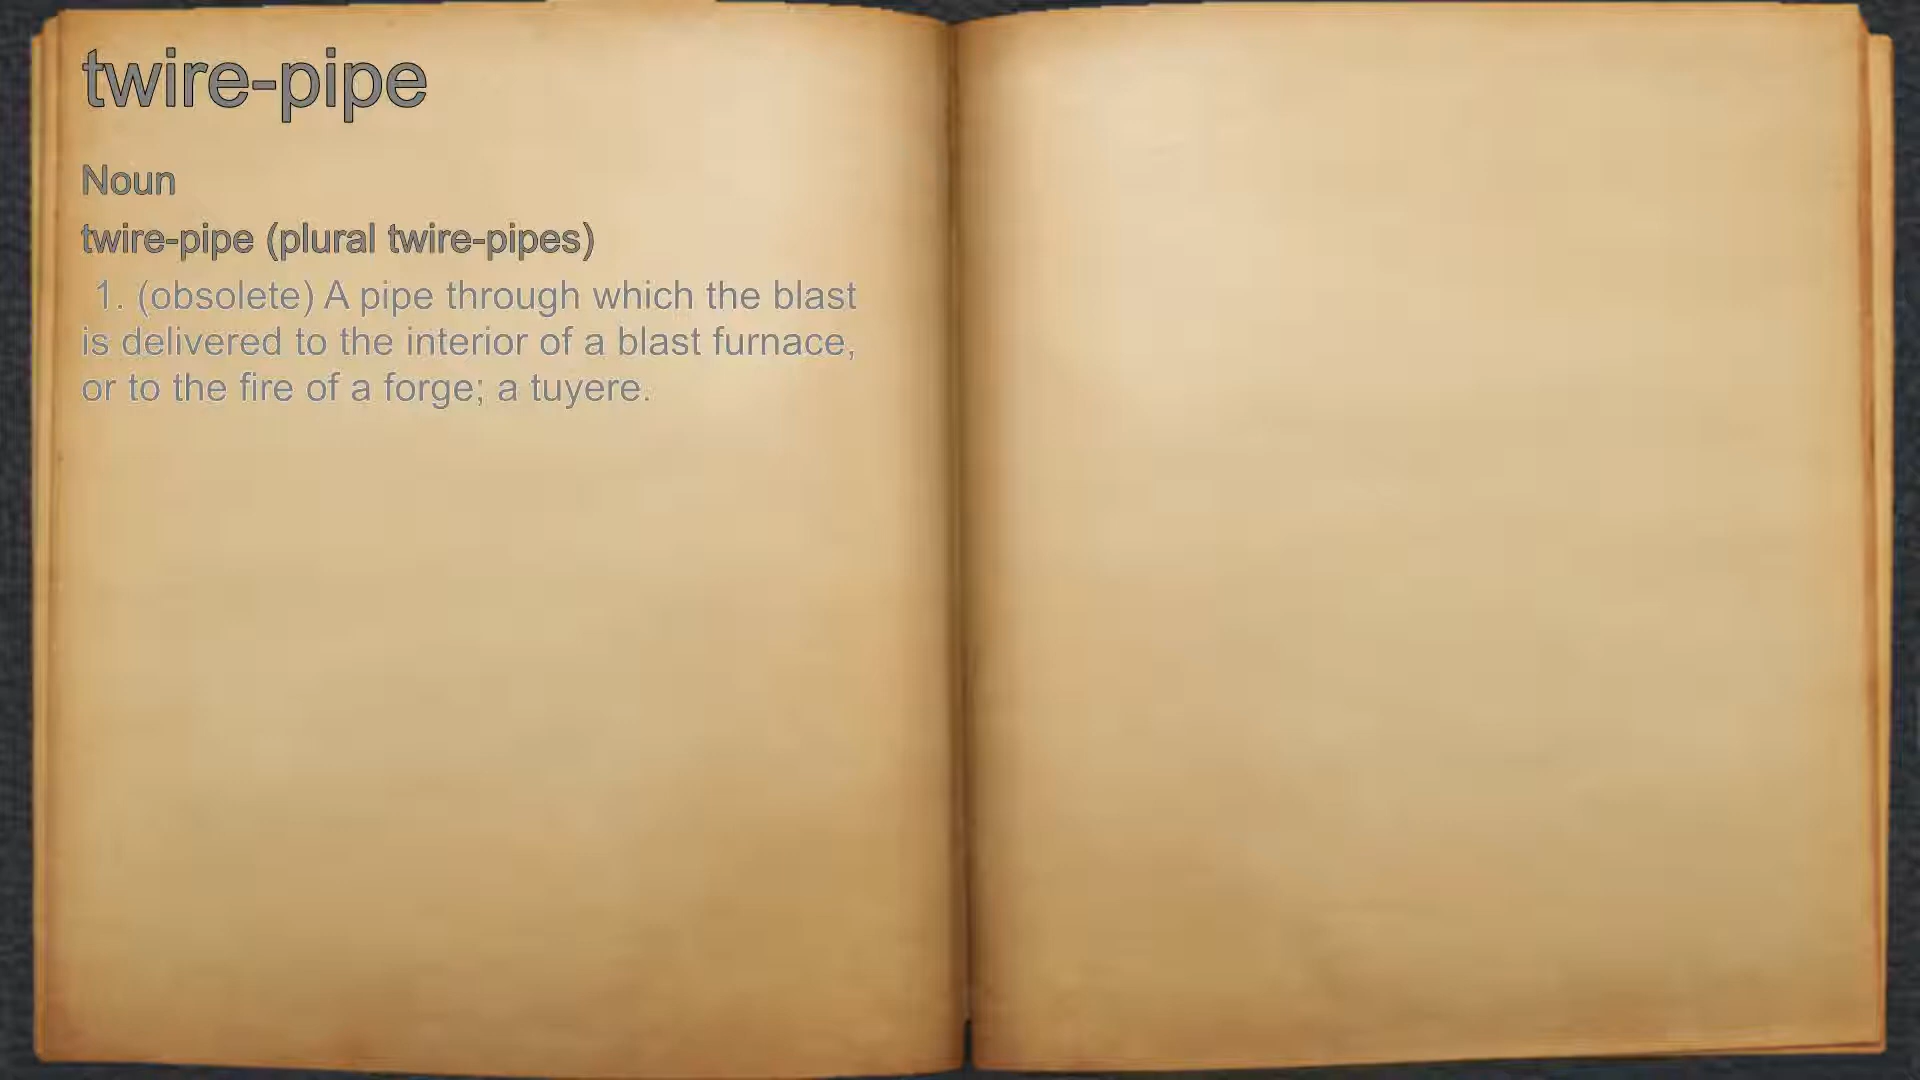 twire-pipe
Noun
twire-pipe (plural twire-pipes)
1. (obsolete) A pipe through which the blast
is delivered to the interior of a blast furnace,
or to the fire of a forge; a tuyere.